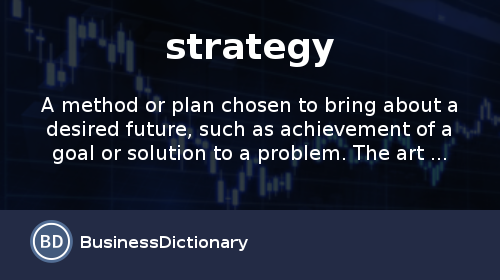 strategy
A method or plan chosen to bring about a
desired future, such as achievement of a
goal or solution to a problem. The art ...
BD BusinessDictionary